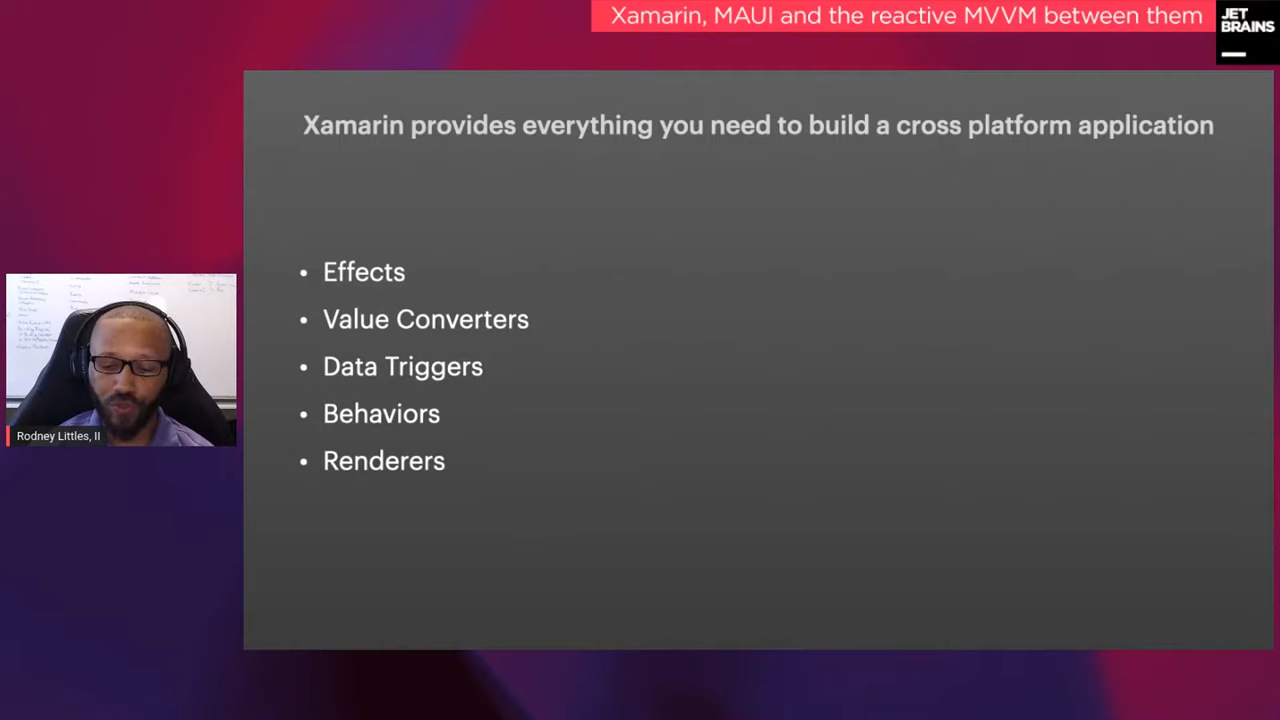 Xamarin, MAUI and the reactive MVVM between them
JET
BRAINS
Xamarin provides everything you need to build a cross platform application
• Effects
• Value Converters
• Data Triggers
• Behaviors
• Renderers
Rodney Littles, II